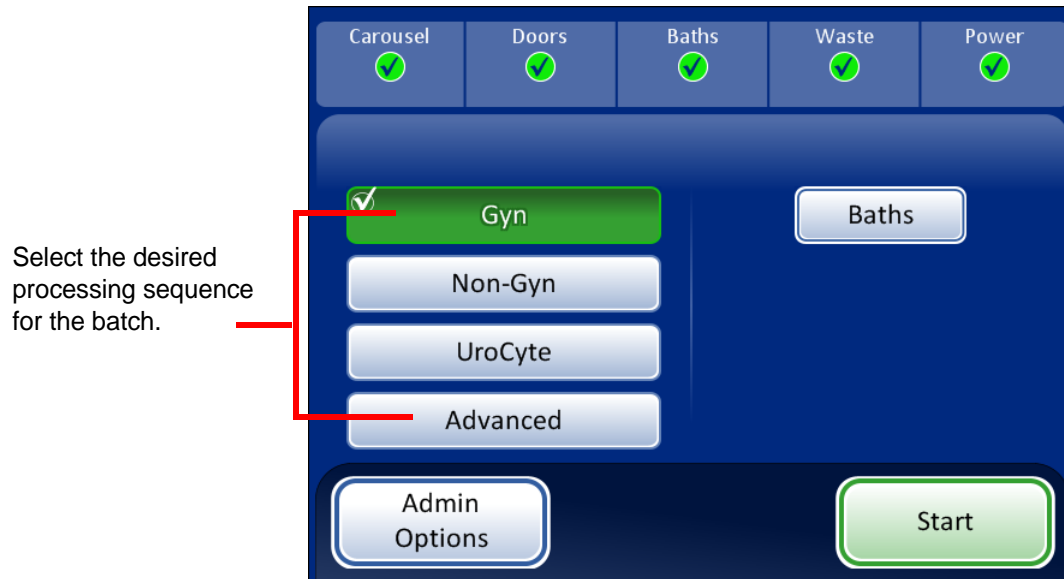 Carousel Doors Baths Waste Power
Gyn
Baths
Non-Gyn
UroCyte
Advanced
Select the desired
processing sequence
for the batch.
Admin
Options
Start